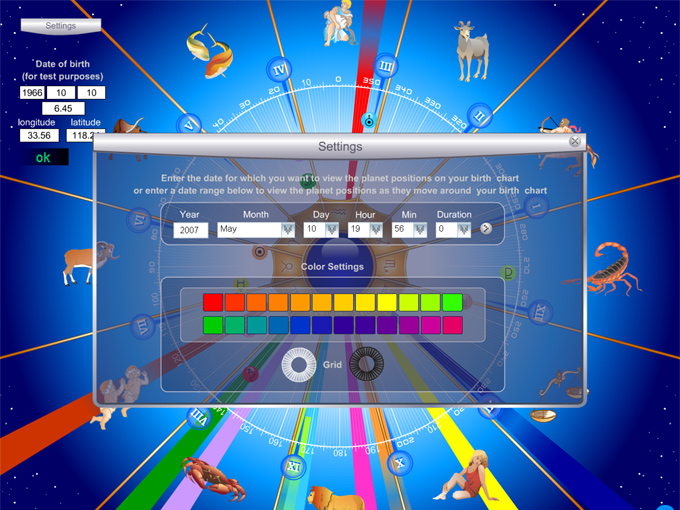 Settings
Date of birth
(for test purposes)
1966 10 10
6.45
longitude latitude
33.56
ok
IV
III
II
V
40 30 20 10 0 350 340 330 320
Settings
Enter the date for which you want to view the planet positions on your birth chart
or enter a date range below to view the planet positions as they move around your birth chart
Year Month Day Hour Min Duration
2007 May 10 19 56 0
Color Settings
Grid
VI
I
VII
XII
VIII
XI
X
190 180 170 160